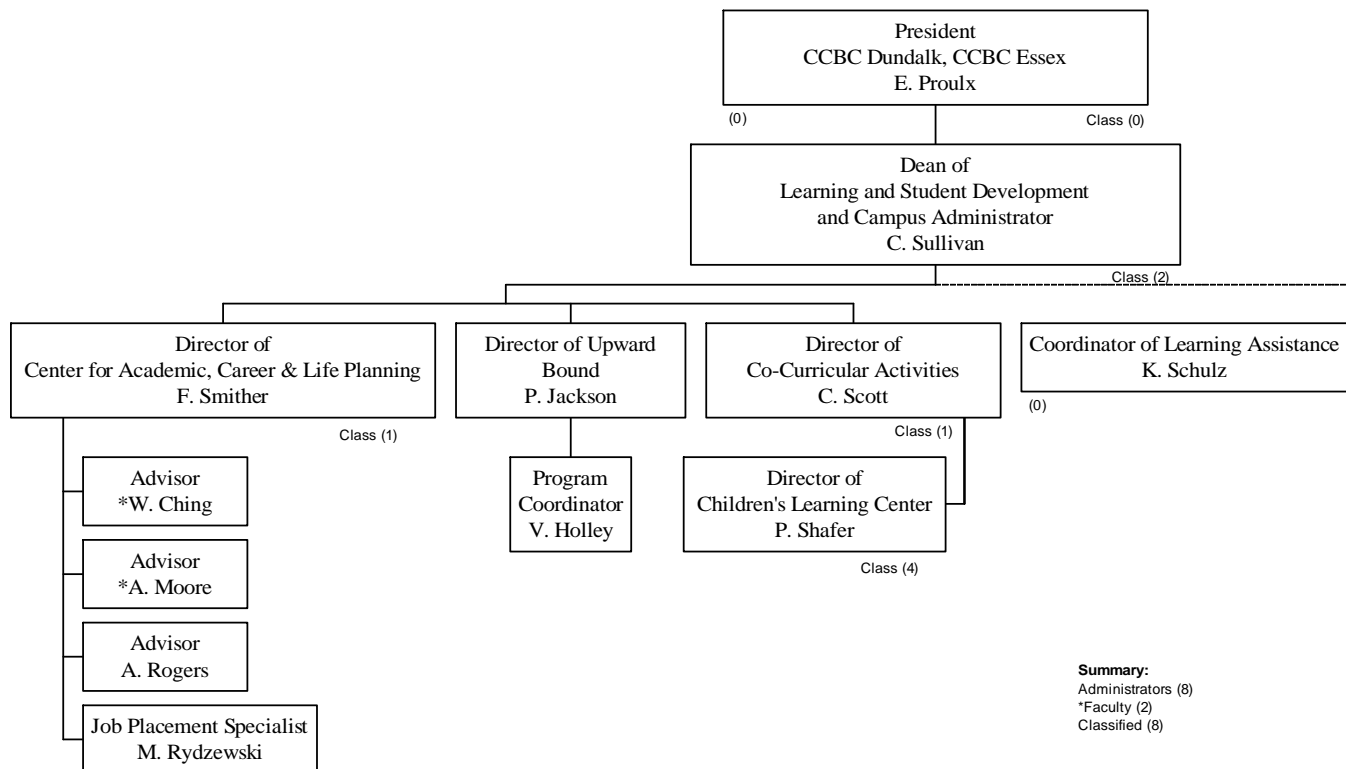 President
CCBC Dundalk, CCBC Essex
E. Proulx
(0)
Class (0)
Dean of
Learning and Student Development
and Campus Administrator
C. Sullivan
Class (2)
Director of
Center for Academic, Career & Life Planning
F. Smither
Class (1)
Director of Upward
Bound
P. Jackson
Director of
Co-Curricular Activities
C. Scott
Class (1)
Coordinator of Learning Assistance
K. Schulz
(0)
Advisor
*W. Ching
Advisor
*A. Moore
Advisor
A. Rogers
Job Placement Specialist
M. Rydzewski
Program
Coordinator
V. Holley
Director of
Children's Learning Center
P. Shafer
Class (4)
Summary:
Administrators (8)
*Faculty (2)
Classified (8)